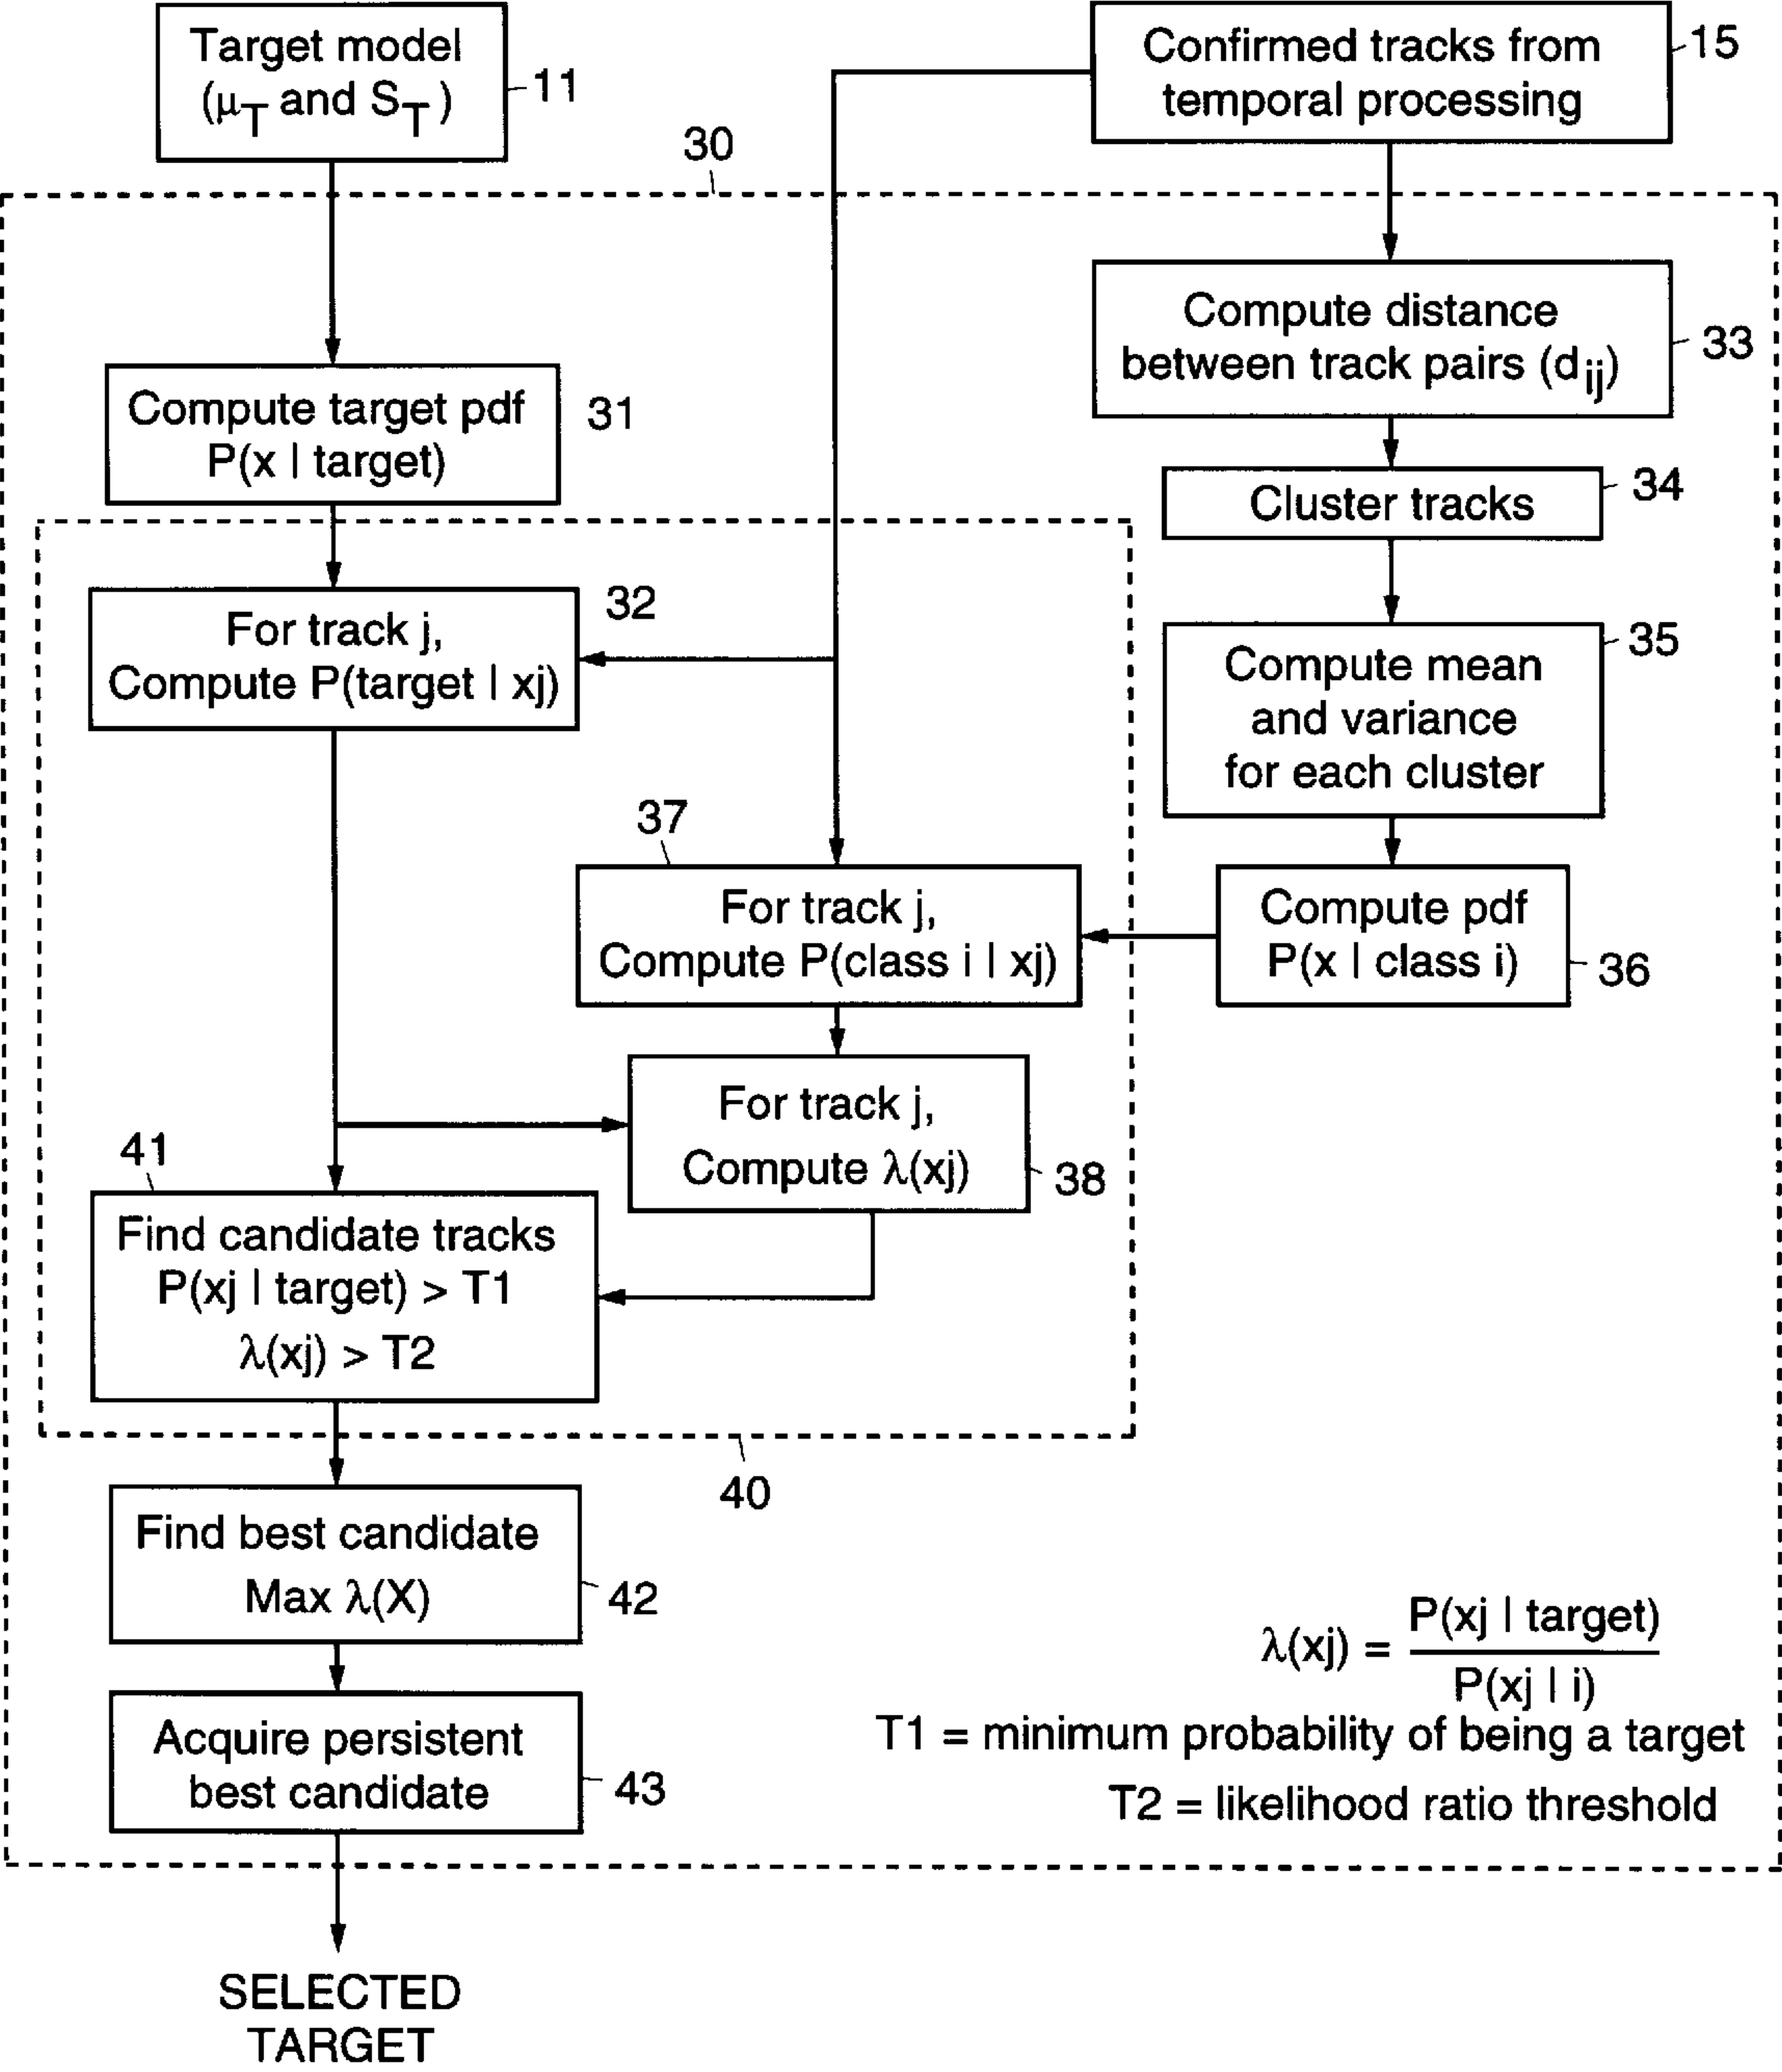 Target model
(μT and ST)
11
Confirmed tracks from
temporal processing
15
30
Compute distance
between track pairs (dij)
33
Compute target pdf
P(x | target)
31
Cluster tracks
34
For track j,
Compute P(target | xj)
32
Compute mean
and variance
for each cluster
35
37
For track j,
Compute P(class i | xj)
Compute pdf
P(x | class i)
36
For track j,
Compute λ(xj)
38
41
Find candidate tracks
P(xj | target) > T1
λ(xj) > T2
40
Find best candidate
Max λ(X)
42
Acquire persistent
best candidate
43
λ(xj) = P(xj | target)
P(xj | i)
T1 = minimum probability of being a target
T2 = likelihood ratio threshold
SELECTED
TARGET